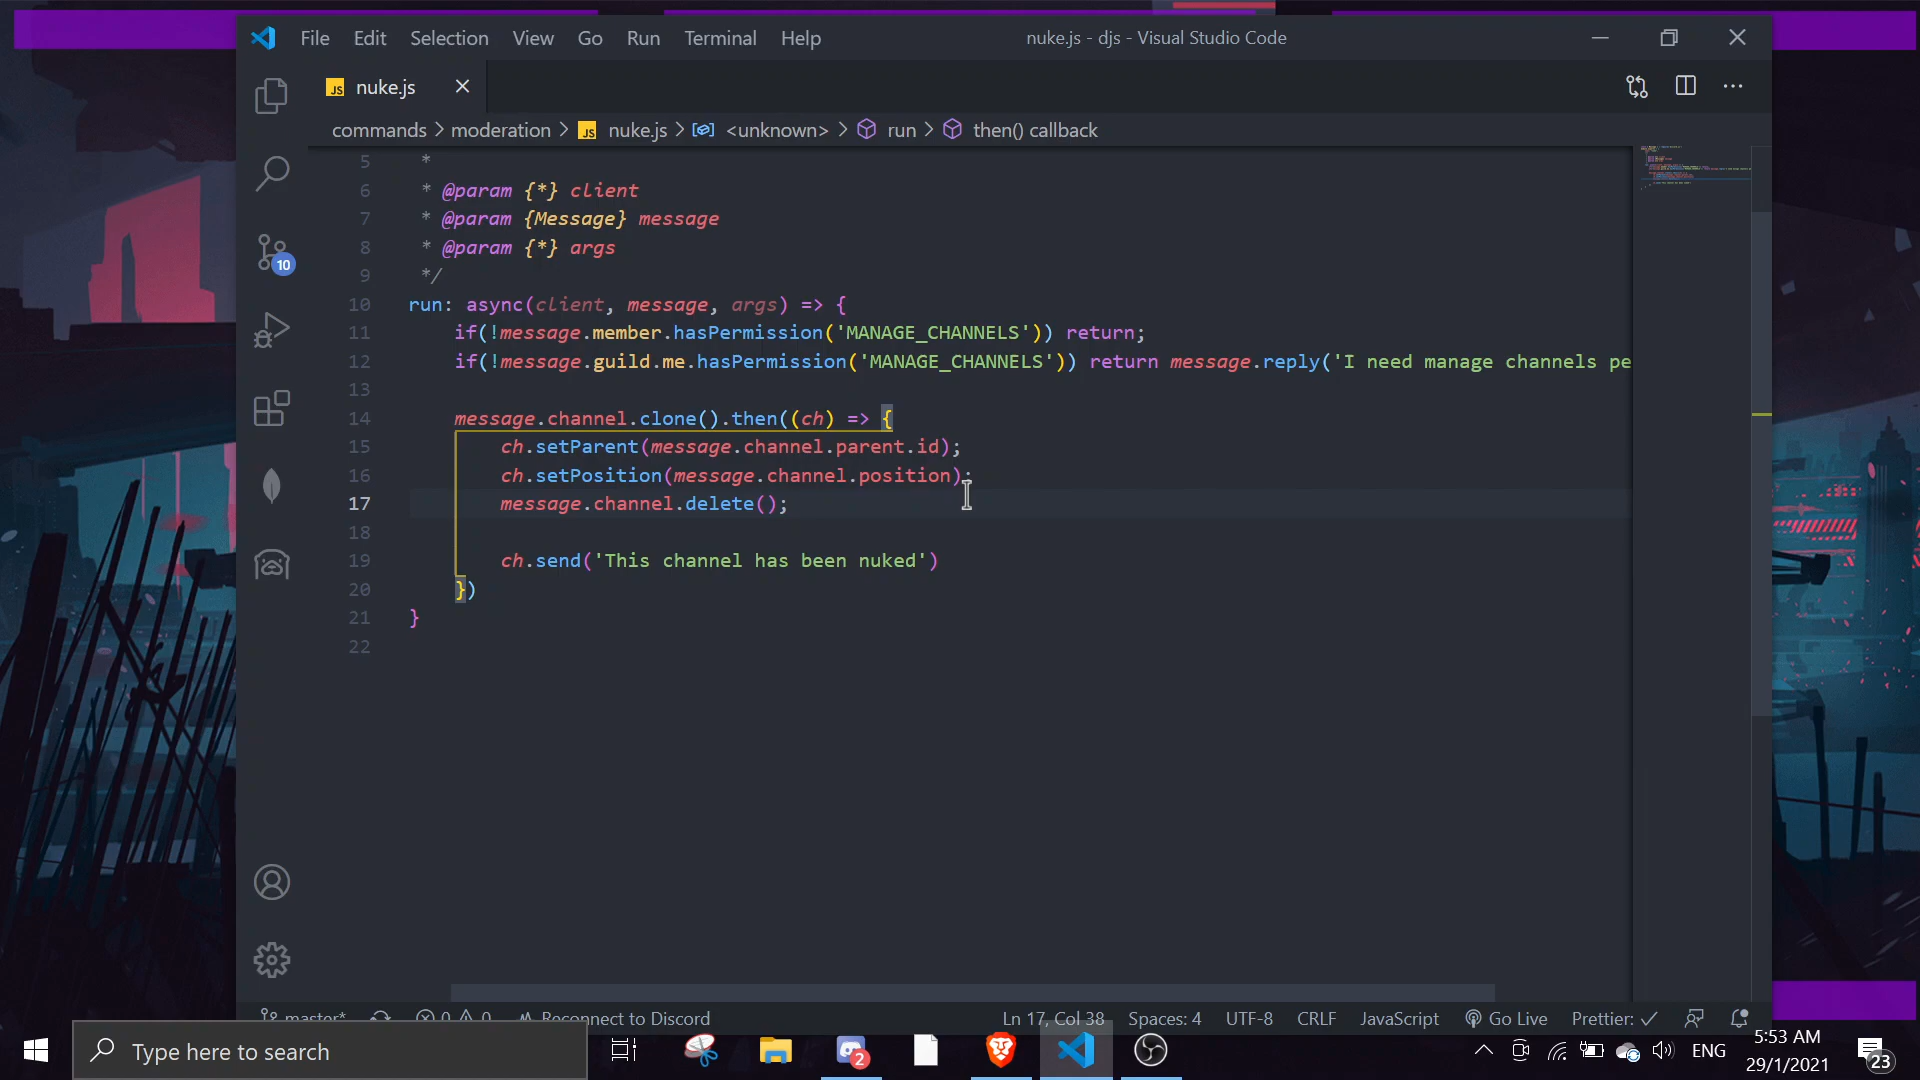 File Edit Selection View Go Run Terminal Help
nuke.js - djs - Visual Studio Code
JS nuke.js
commands > moderation > JS nuke.js > <unknown> > run > then() callback
5 *
6 * @param {*} client
7 * @param {Message} message
8 * @param {*} args
9 */
10 run: async(client, message, args) => {
11 if(!message.member.hasPermission('MANAGE_CHANNELS')) return;
12 if(!message.guild.me.hasPermission('MANAGE_CHANNELS')) return message.reply('I need manage channels pe
13
14 message.channel.clone().then((ch) => {
15 ch.setParent(message.channel.parent.id);
16 ch.setPosition(message.channel.position);
17 message.channel.delete();
18
19 ch.send('This channel has been nuked')
20 })
21 }
22
10
master* 0 0 Reconnect to Discord Ln 17, Col 38 Spaces: 4 UTF-8 CRLF JavaScript Go Live Prettier: ✓
Type here to search
2
ENG
5:53 AM
29/1/2021
23